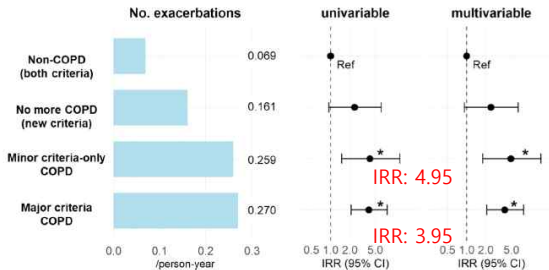 No. exacerbations univariable multivariable
Non-COPD
(both criteria)
0.069
Ref
Ref
No more COPD
(new criteria)
0.161
Minor criteria-only
COPD
0.259
*
*
IRR: 4.95
Major criteria
COPD
0.270
*
*
IRR: 3.95
0.0 0.1 0.2 0.3
/person-year
0.5 1.0 2.0 5.0
IRR (95% CI)
0.5 1.0 2.0 5.0
IRR (95% CI)